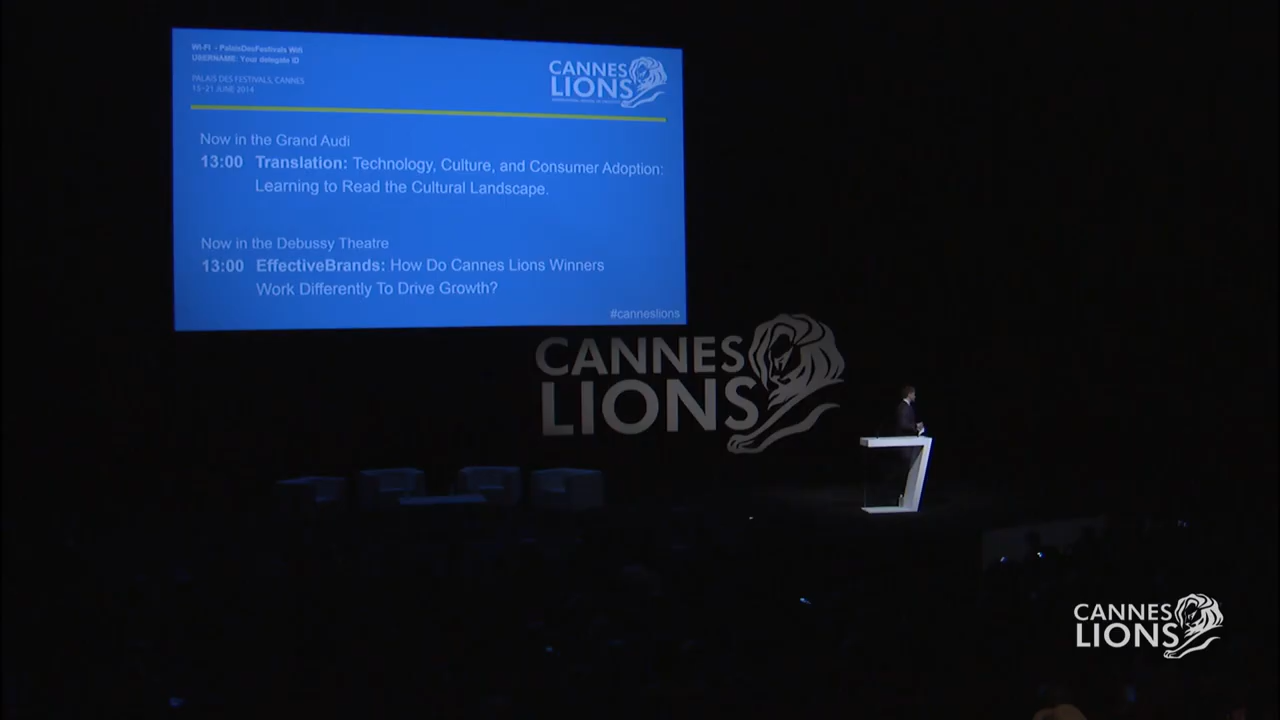 WI-FI - PalaisDesFestivals Wifi
USERNAME: Your delegate ID
PALAIS DES FESTIVALS, CANNES
15-21 JUNE 2014
CANNES
LIONS
Now in the Grand Audi
13:00 Translation: Technology, Culture, and Consumer Adoption:
Learning to Read the Cultural Landscape.
Now in the Debussy Theatre
13:00 EffectiveBrands: How Do Cannes Lions Winners
Work Differently To Drive Growth?
#canneslions
CANNES
LIONS
CANNES
LIONS